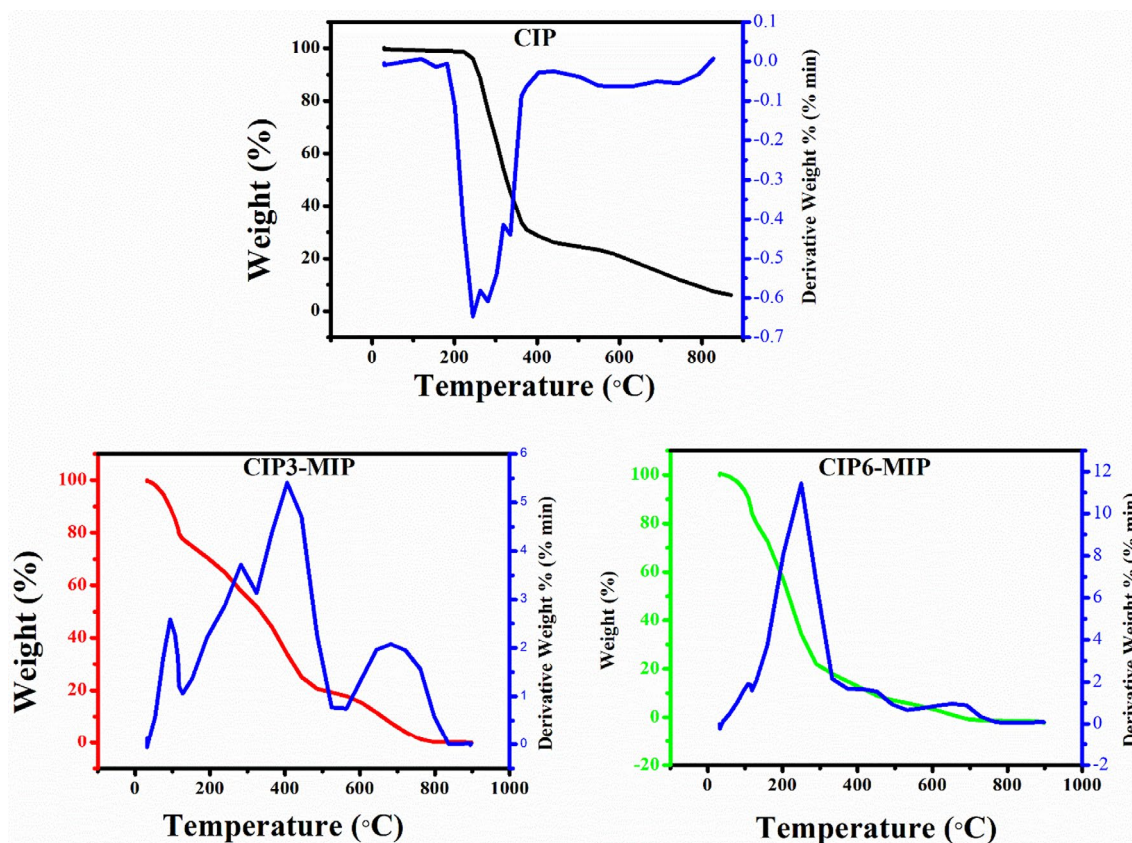 CIP
Weight (%)
100
80
60
40
20
0
0.1
0.0
-0.1
-0.2
-0.3
-0.4
-0.5
-0.6
-0.7
Derivative Weight % (% min)
0 200 400 600 800
Temperature (°C)
CIP3-MIP
Weight (%)
100
80
60
40
20
0
6
5
4
3
2
1
0
Derivative Weight % (% min)
0 200 400 600 800 1000
Temperature (°C)
CIP6-MIP
Weight (%)
100
80
60
40
20
0
-20
12
10
8
6
4
2
0
-2
Derivative Weight % (% min)
0 200 400 600 800 1000
Temperature (°C)